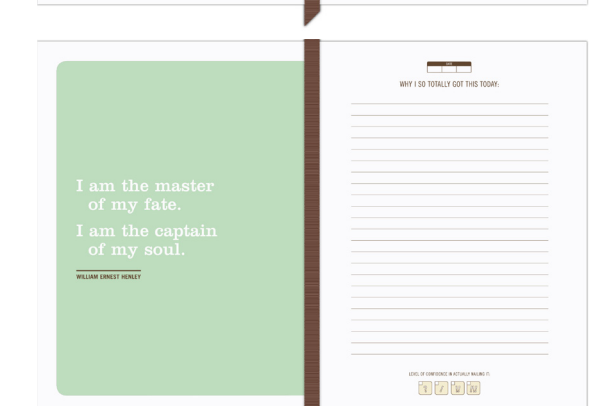 I am the master
of my fate.
I am the captain
of my soul.
WILLIAM ERNEST HENLEY
DATE
WHY I SO TOTALLY GOT THIS TODAY:
LEVEL OF CONFIDENCE IN ACTUALLY NAILING IT: